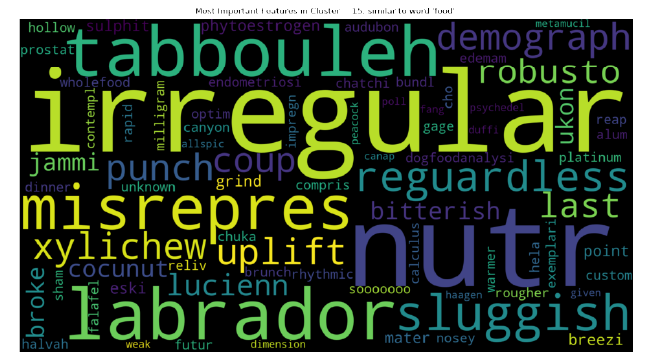 Most Important Features in Cluster - 15: similar to word 'food'
hollow sulphit phytoestrogen audubon metamucil
prostat tabbouleh demograph edemam
wholefood endometriosi chatchi bundl robusto
irregular
contempl rapid milligram optim canyon allspic impregn peacock poll fang psychedel duffi cho gage ukon reap alum
jammi punch coup dogfoodanalysi platinum
dinner unknown grind compris reguardless
misrepres bitterish last
xylichew uplift chuka nutr calculus hela exemplari point
cocunut reliv brunch rhythmic warmer custom
broke sham falafel eski lucienn sooooooo haagen rougher given
labrador sluggish
halvah weak futur dimension canap mater nosey breezi